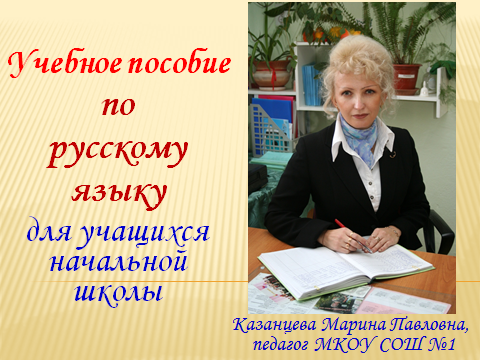 Учебное пособие
по
русскому
языку
для учащихся
начальной
школы
Казанцева Марина Павловна,
педагог МКОУ СОШ №1